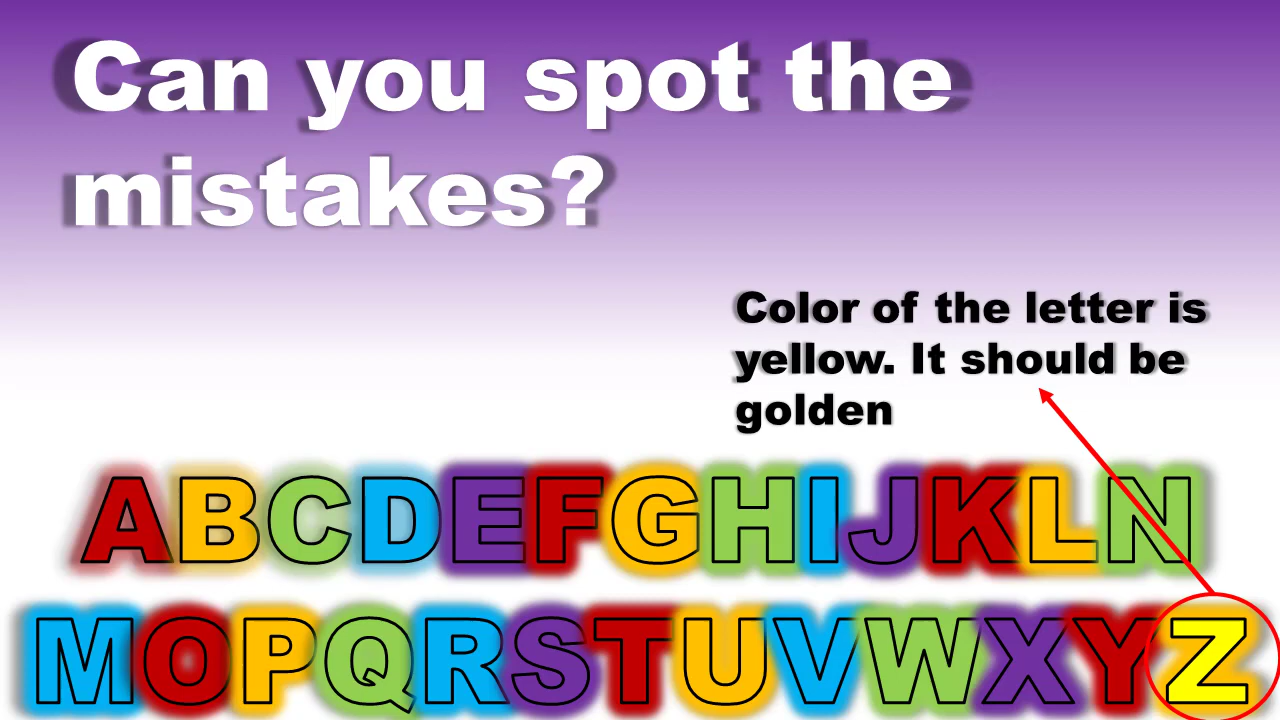 Can you spot the
mistakes?
Color of the letter is
yellow. It should be
golden
ABCDEFGHIJKLN
MOPQRSTUVWXYZ